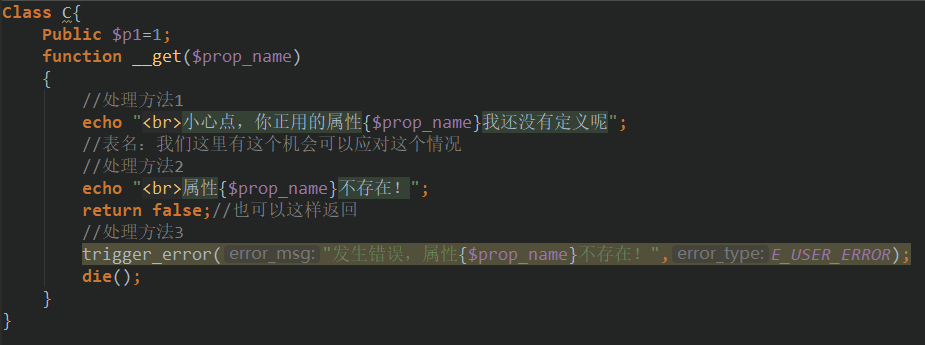 Class C{
Public $p1=1;
function __get($prop_name)
{
//处理方法1
echo "<br>小心点，你正用的属性{$prop_name}我还没有定义呢";
//表名：我们这里有这个机会可以应对这个情况
//处理方法2
echo "<br>属性{$prop_name}不存在！";
return false;//也可以这样返回
//处理方法3
trigger_error( error_msg: "发生错误，属性{$prop_name}不存在！", error_type: E_USER_ERROR);
die();
}
}